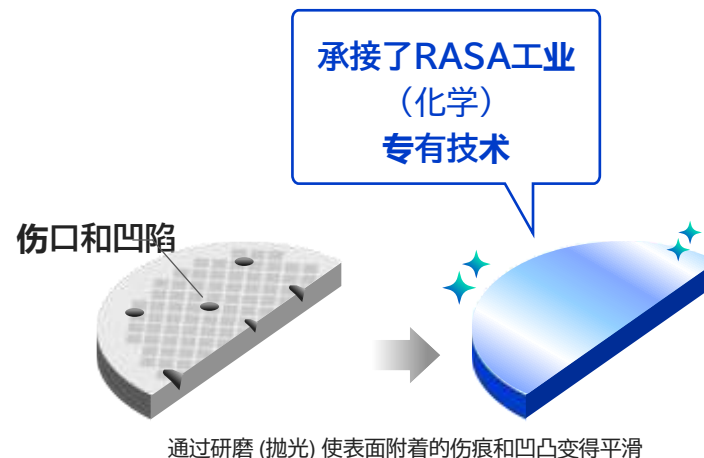 承接了RASA工业
（化学）
专有技术
伤口和凹陷
通过研磨 (抛光) 使表面附着的伤痕和凹凸变得平滑